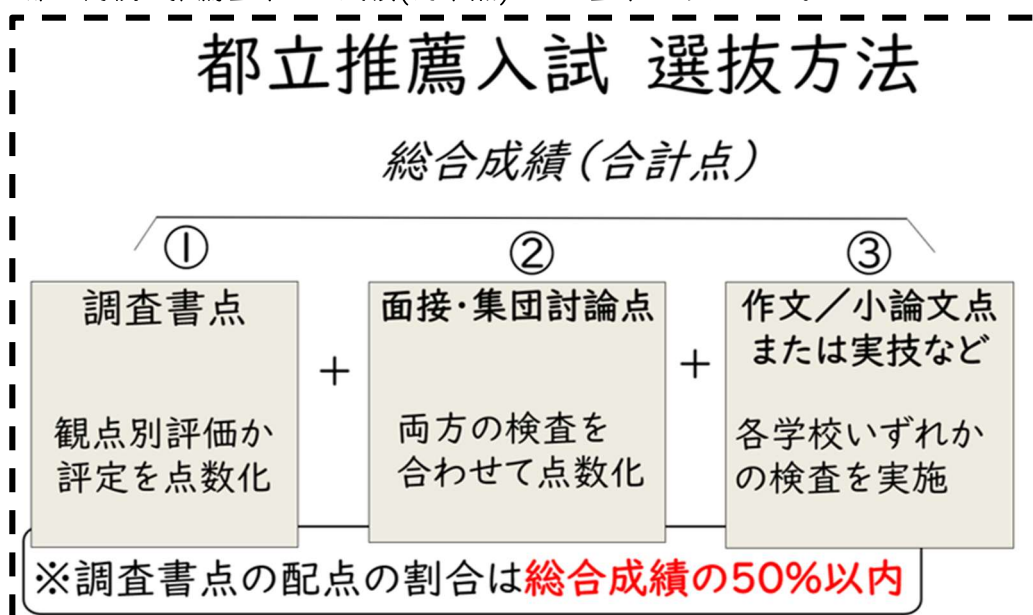 都立推薦入試 選抜方法
総合成績(合計点)
①
調査書点
観点別評価か
評定を点数化
+
②
面接・集団討論点
両方の検査を
合わせて点数化
+
③
作文/小論文点
または実技など
各学校いずれか
の検査を実施
※調査書点の配点の割合は総合成績の50%以内